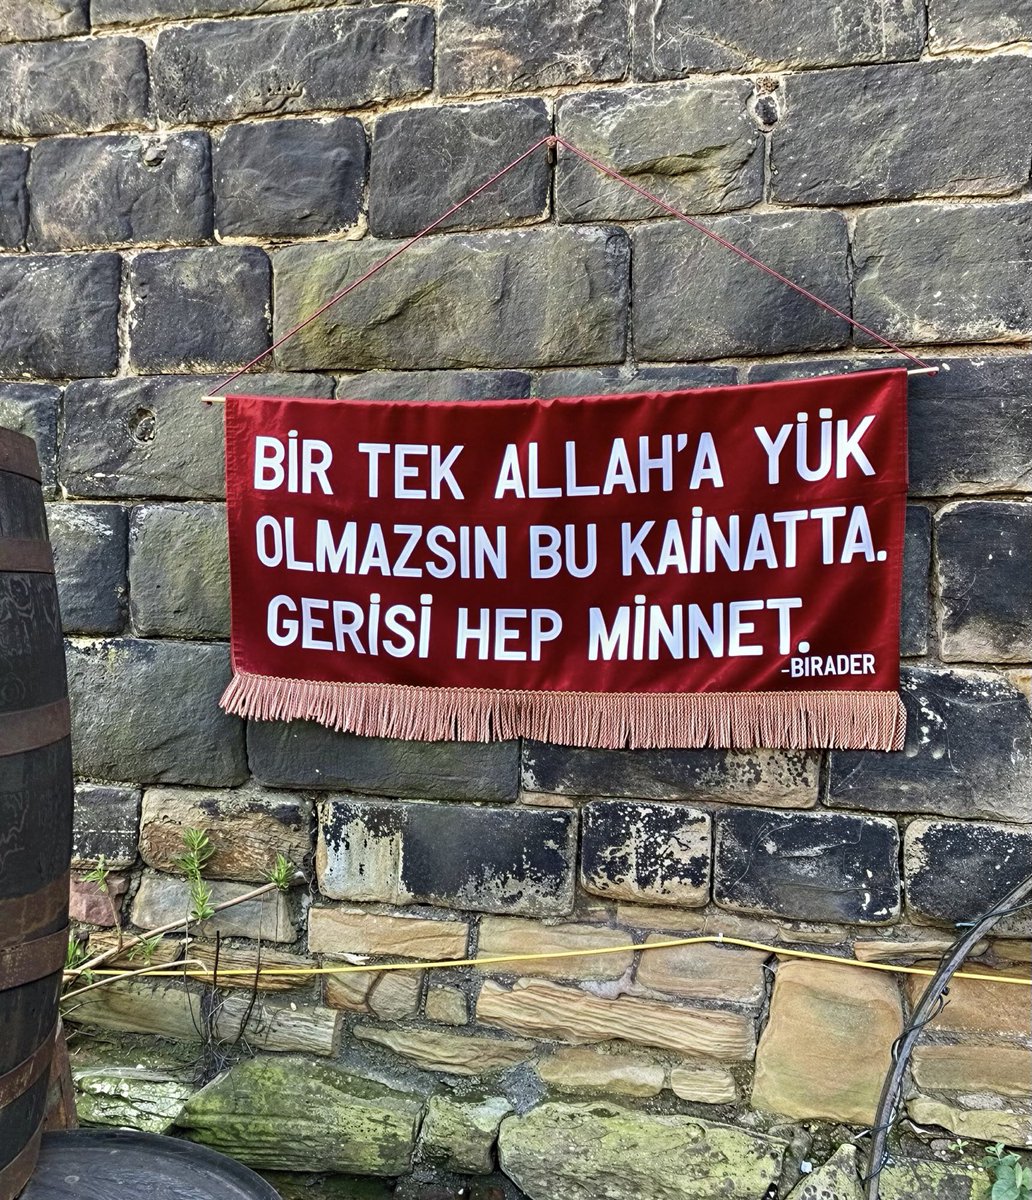 BİR TEK ALLAH'A YÜK
OLMAZSIN BU KAİNATTA.
GERİSİ HEP MİNNET.
-BIRADER